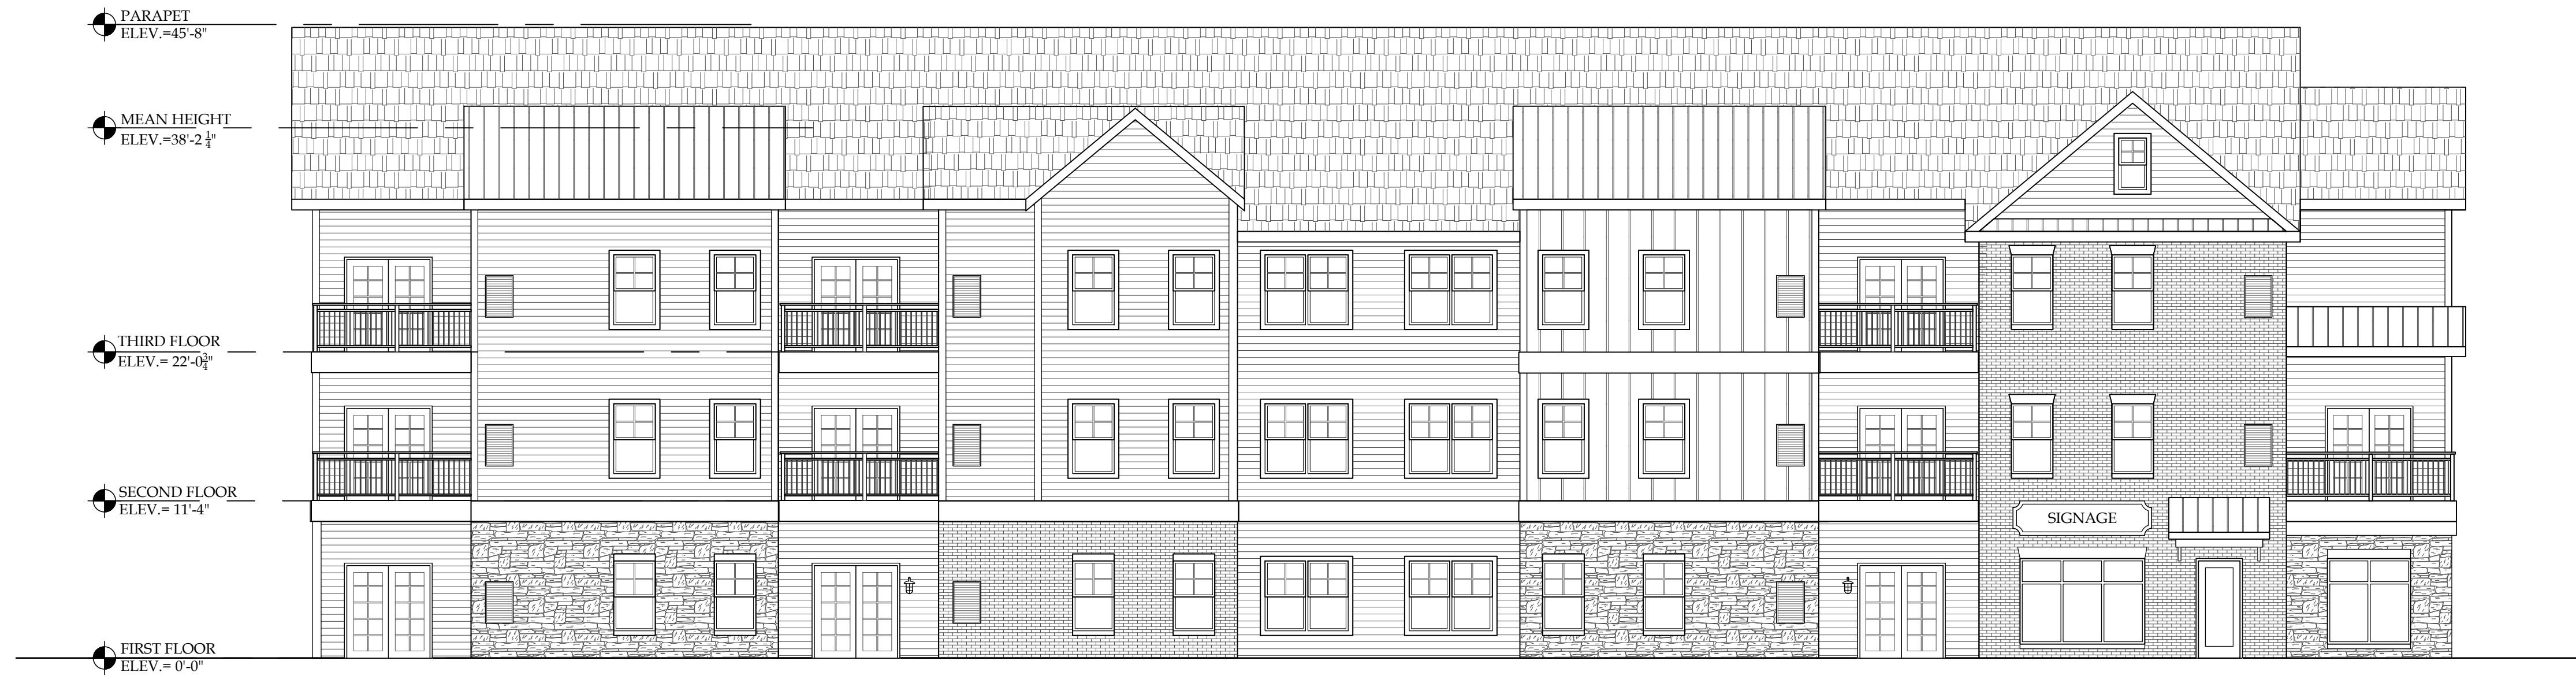 PARAPET
ELEV.=45'-8"
MEAN HEIGHT
ELEV.=38'-2 1/4"
THIRD FLOOR
ELEV.= 22'-0 3/4"
SECOND FLOOR
ELEV.= 11'-4"
SIGNAGE
FIRST FLOOR
ELEV.= 0'-0"